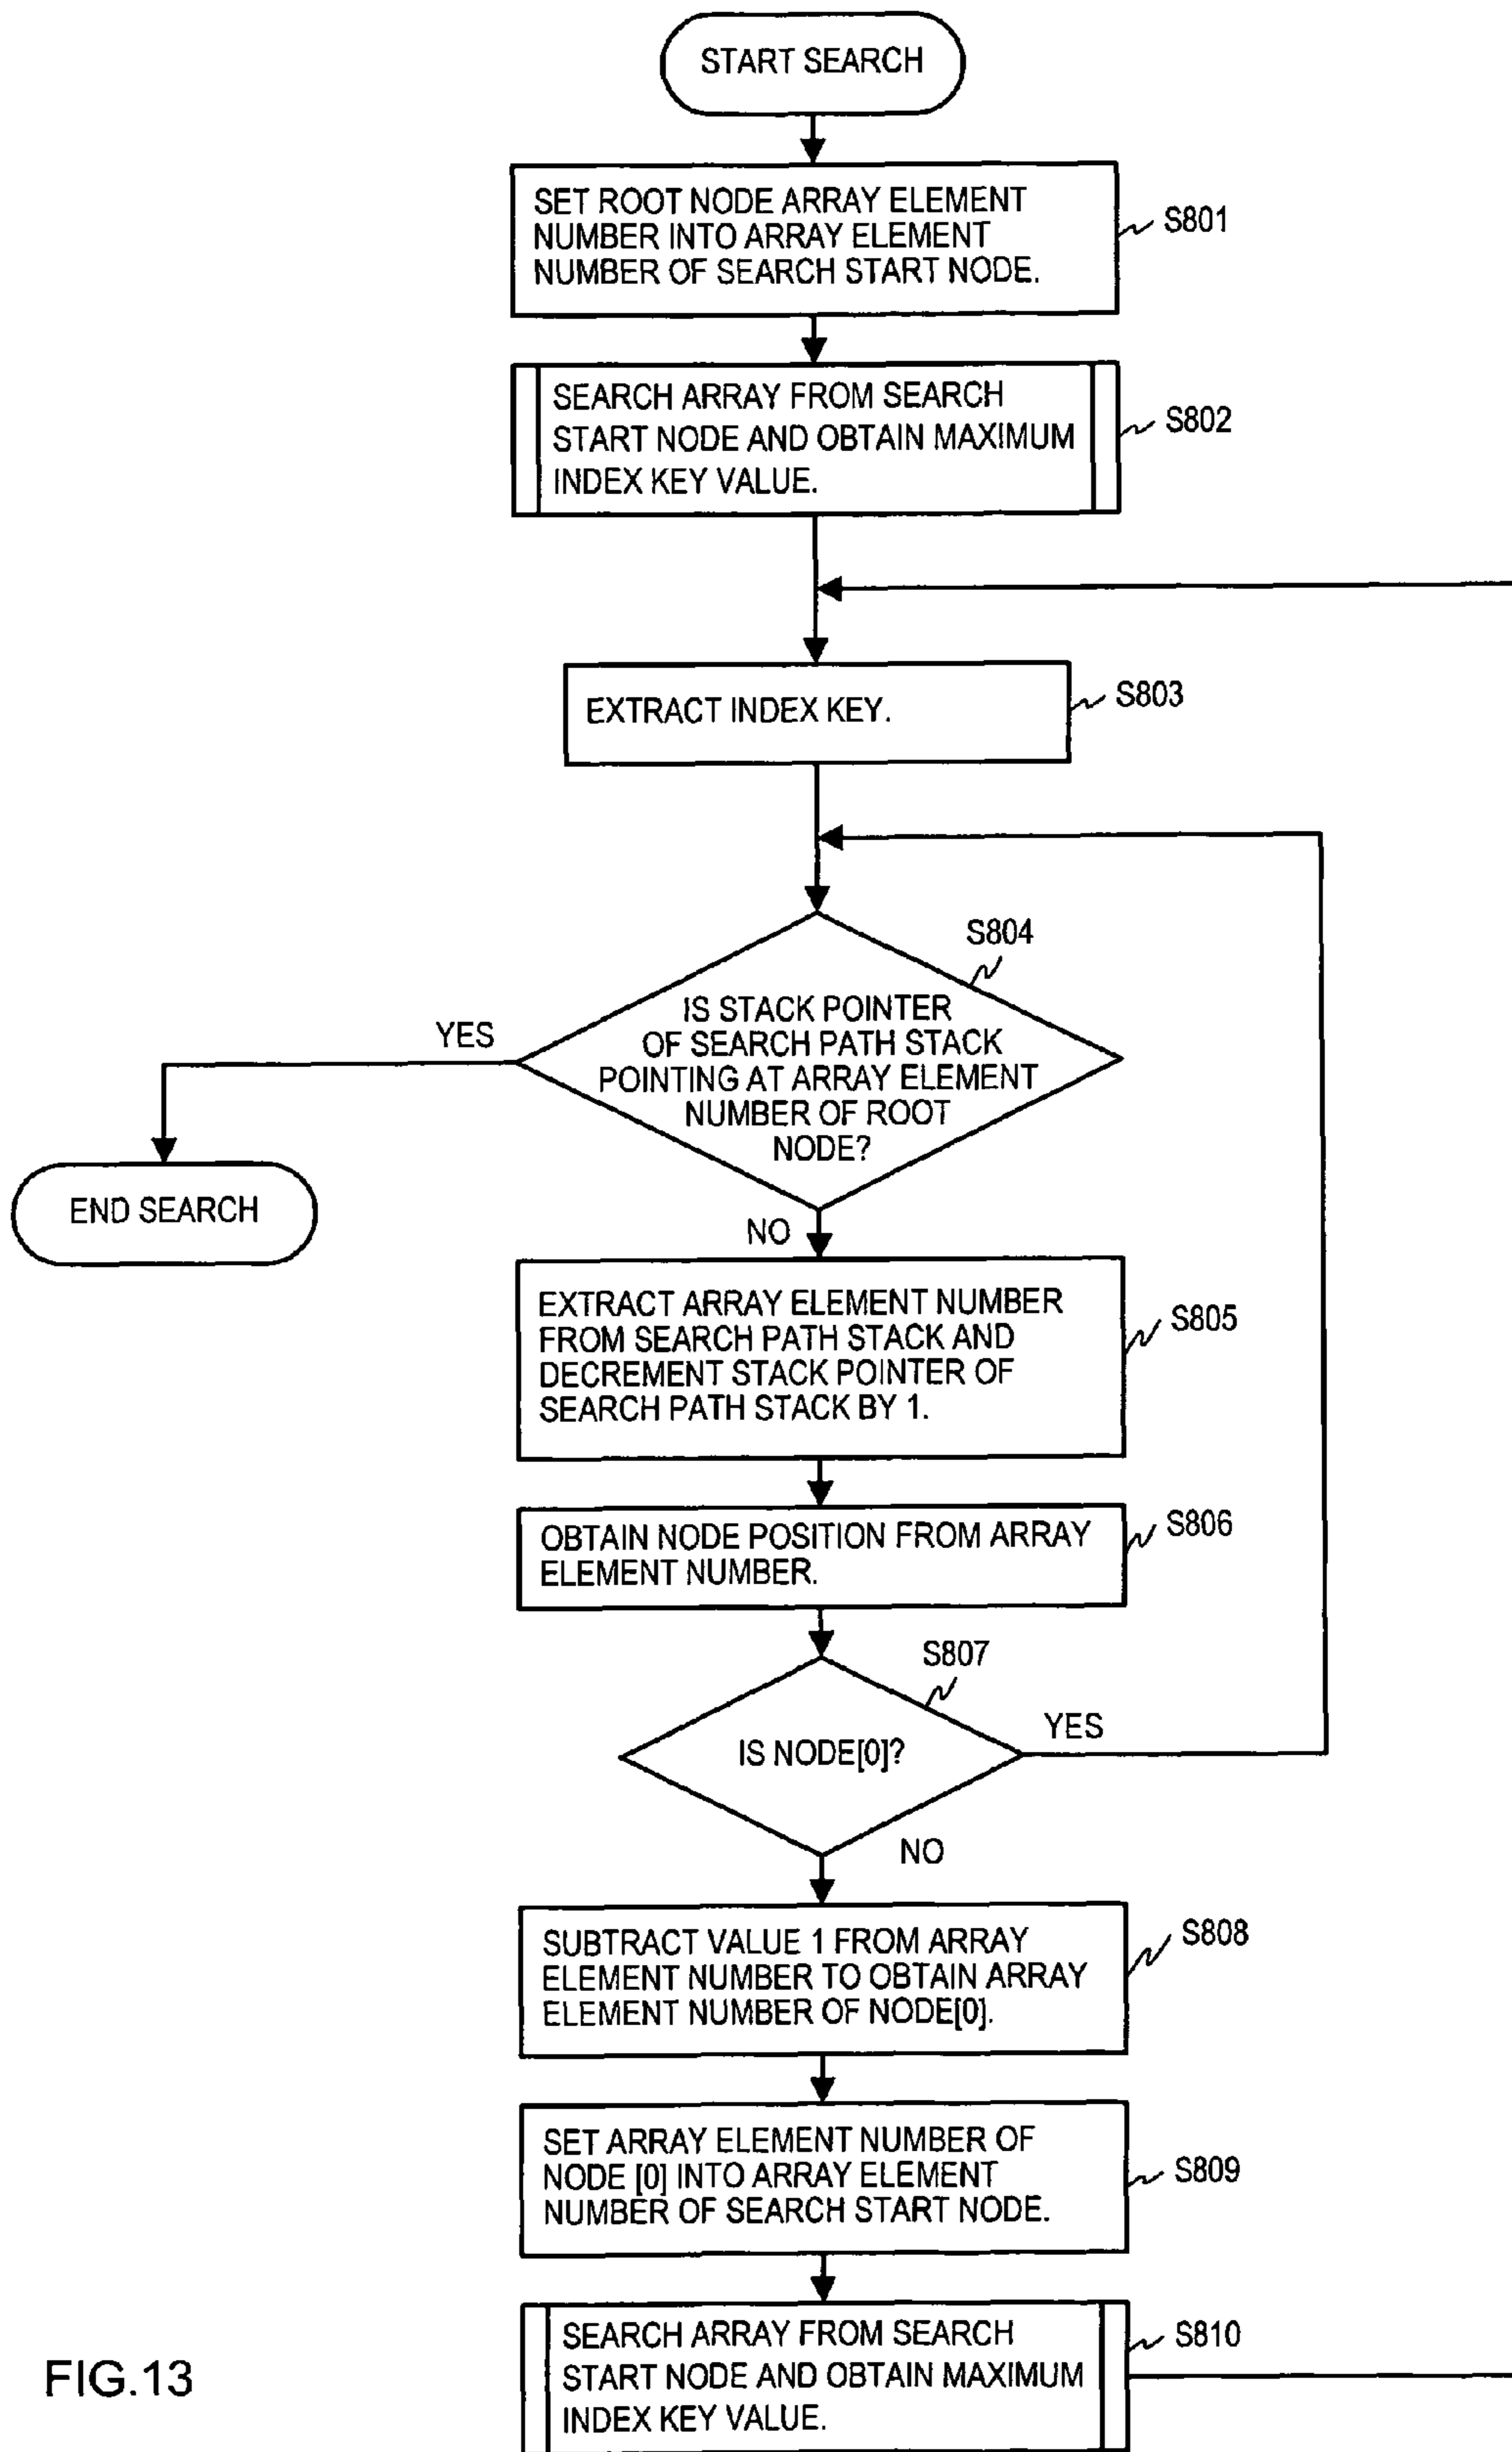 START SEARCH
SET ROOT NODE ARRAY ELEMENT
NUMBER INTO ARRAY ELEMENT
NUMBER OF SEARCH START NODE.
S801
SEARCH ARRAY FROM SEARCH
START NODE AND OBTAIN MAXIMUM
INDEX KEY VALUE.
S802
EXTRACT INDEX KEY.
S803
S804
IS STACK POINTER
OF SEARCH PATH STACK
POINTING AT ARRAY ELEMENT
NUMBER OF ROOT
NODE?
YES
END SEARCH
NO
EXTRACT ARRAY ELEMENT NUMBER
FROM SEARCH PATH STACK AND
DECREMENT STACK POINTER OF
SEARCH PATH STACK BY 1.
S805
OBTAIN NODE POSITION FROM ARRAY
ELEMENT NUMBER.
S806
S807
IS NODE[0]?
YES
NO
SUBTRACT VALUE 1 FROM ARRAY
ELEMENT NUMBER TO OBTAIN ARRAY
ELEMENT NUMBER OF NODE[0].
S808
SET ARRAY ELEMENT NUMBER OF
NODE [0] INTO ARRAY ELEMENT
NUMBER OF SEARCH START NODE.
S809
SEARCH ARRAY FROM SEARCH
START NODE AND OBTAIN MAXIMUM
INDEX KEY VALUE.
S810
FIG.13